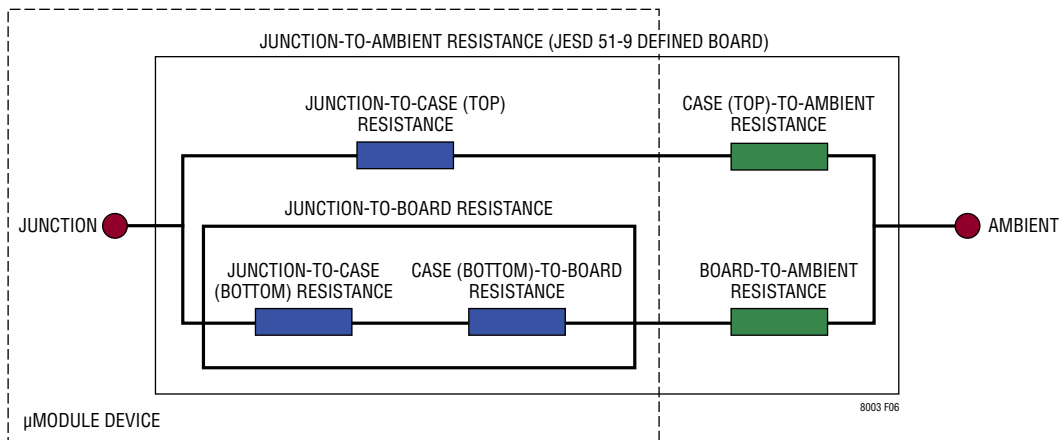 JUNCTION-TO-AMBIENT RESISTANCE (JESD 51-9 DEFINED BOARD)
JUNCTION-TO-CASE (TOP)
RESISTANCE
CASE (TOP)-TO-AMBIENT
RESISTANCE
JUNCTION
JUNCTION-TO-BOARD RESISTANCE
AMBIENT
JUNCTION-TO-CASE
(BOTTOM) RESISTANCE
CASE (BOTTOM)-TO-BOARD
RESISTANCE
BOARD-TO-AMBIENT
RESISTANCE
8003 F06
µMODULE DEVICE